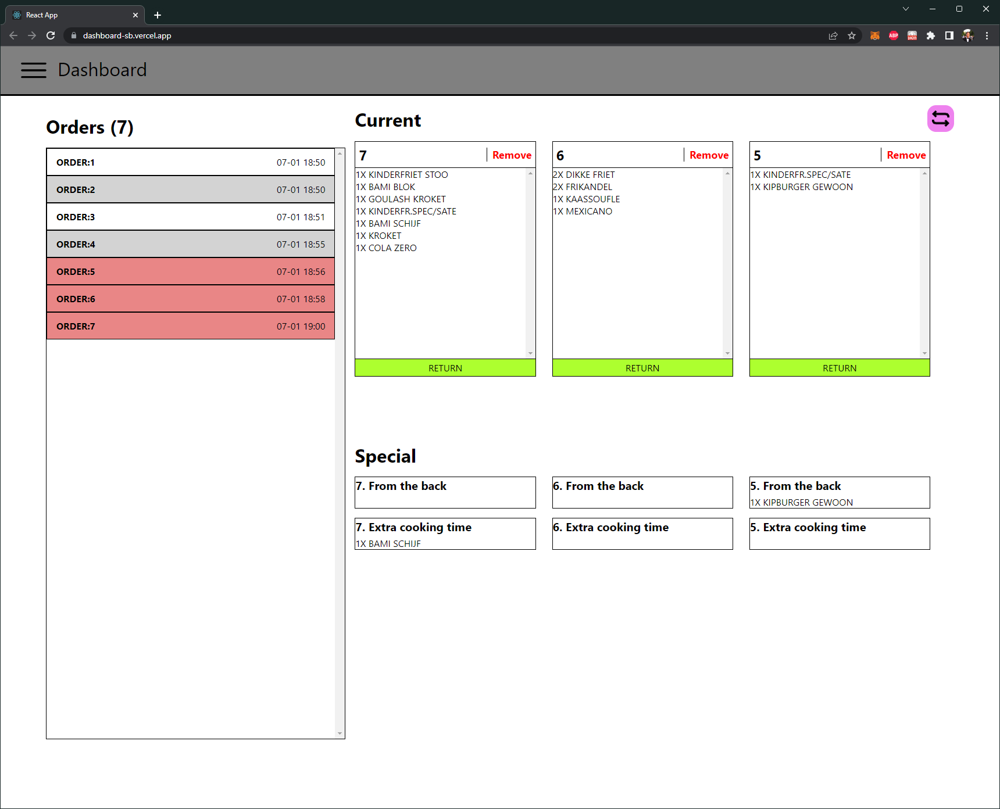 React App
dashboard-sb.vercel.app
ABP
LOGIN
Dashboard
Orders (7)
ORDER:1 07-01 18:50
ORDER:2 07-01 18:50
ORDER:3 07-01 18:51
ORDER:4 07-01 18:55
ORDER:5 07-01 18:56
ORDER:6 07-01 18:58
ORDER:7 07-01 19:00
Current
7 Remove
1X KINDERFRIET STOO
1X BAMI BLOK
1X GOULASH KROKET
1X KINDERFR.SPEC/SATE
1X BAMI SCHIJF
1X KROKET
1X COLA ZERO
RETURN
6 Remove
2X DIKKE FRIET
2X FRIKANDEL
1X KAASSOUFLE
1X MEXICANO
RETURN
5 Remove
1X KINDERFR.SPEC/SATE
1X KIPBURGER GEWOON
RETURN
Special
7. From the back
6. From the back
5. From the back
1X KIPBURGER GEWOON
7. Extra cooking time
1X BAMI SCHIJF
6. Extra cooking time
5. Extra cooking time